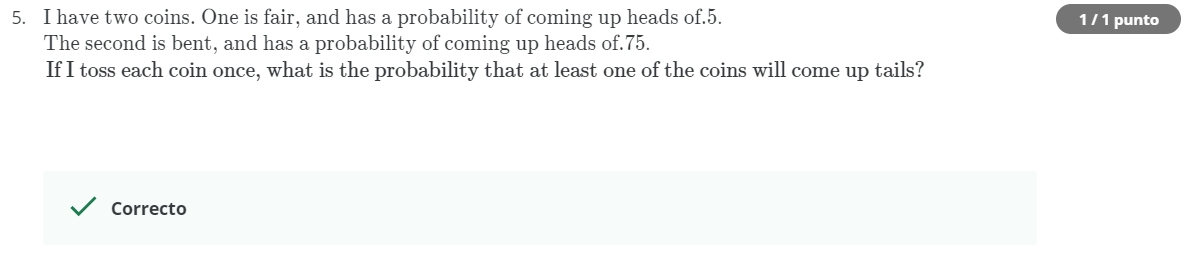 5. I have two coins. One is fair, and has a probability of coming up heads of.5.
1 / 1 punto
The second is bent, and has a probability of coming up heads of.75.
If I toss each coin once, what is the probability that at least one of the coins will come up tails?
Correcto